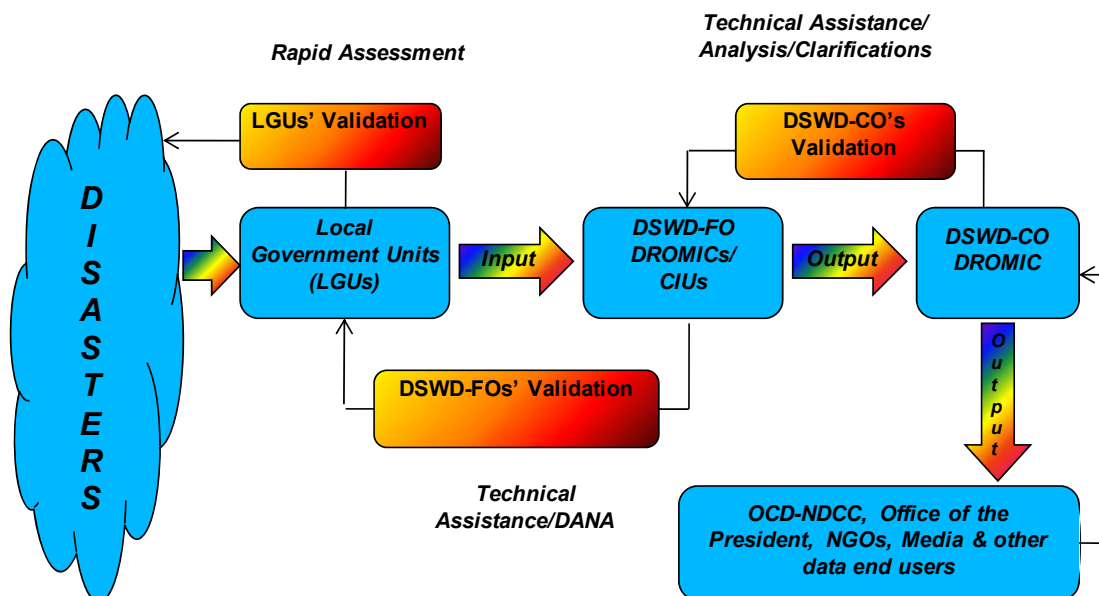 Technical Assistance/
Analysis/Clarifications
Rapid Assessment
LGUs' Validation
DSWD-CO's
Validation
DISASTERS
Local
Government Units
(LGUs)
Input
DSWD-FO
DROMICs/
CIUs
Output
DSWD-CO
DROMIC
Output
DSWD-FOs' Validation
Technical
Assistance/DANA
OCD-NDCC, Office of the
President, NGOs, Media & other
data end users